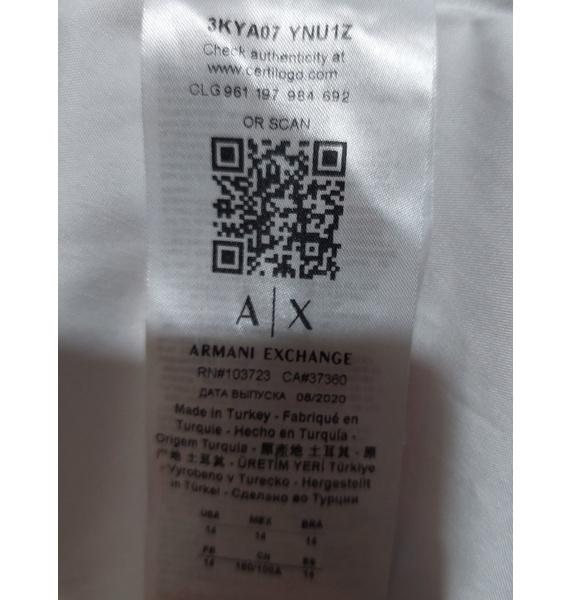 3KYA07 YNU1Z
Check authenticity at
www.certilogo.com
CLG 961 197 984 692
OR SCAN
A|X
ARMANI EXCHANGE
RN#103723 CA#37360
ДАТА ВЫПУСКА 08/2020
Made in Turkey - Fabriqué en
Turquie - Hecho en Turquía -
Origem Turquia - 原產地 土耳其 - 原
产地 土耳其 - ÜRETİM YERİ Türkiye
- Vyrobeno v Turecko - Hergestellt
in Türkei - Сделано во Турции
USA MEX BRA
14 14 14
CN
14 160/100A 14